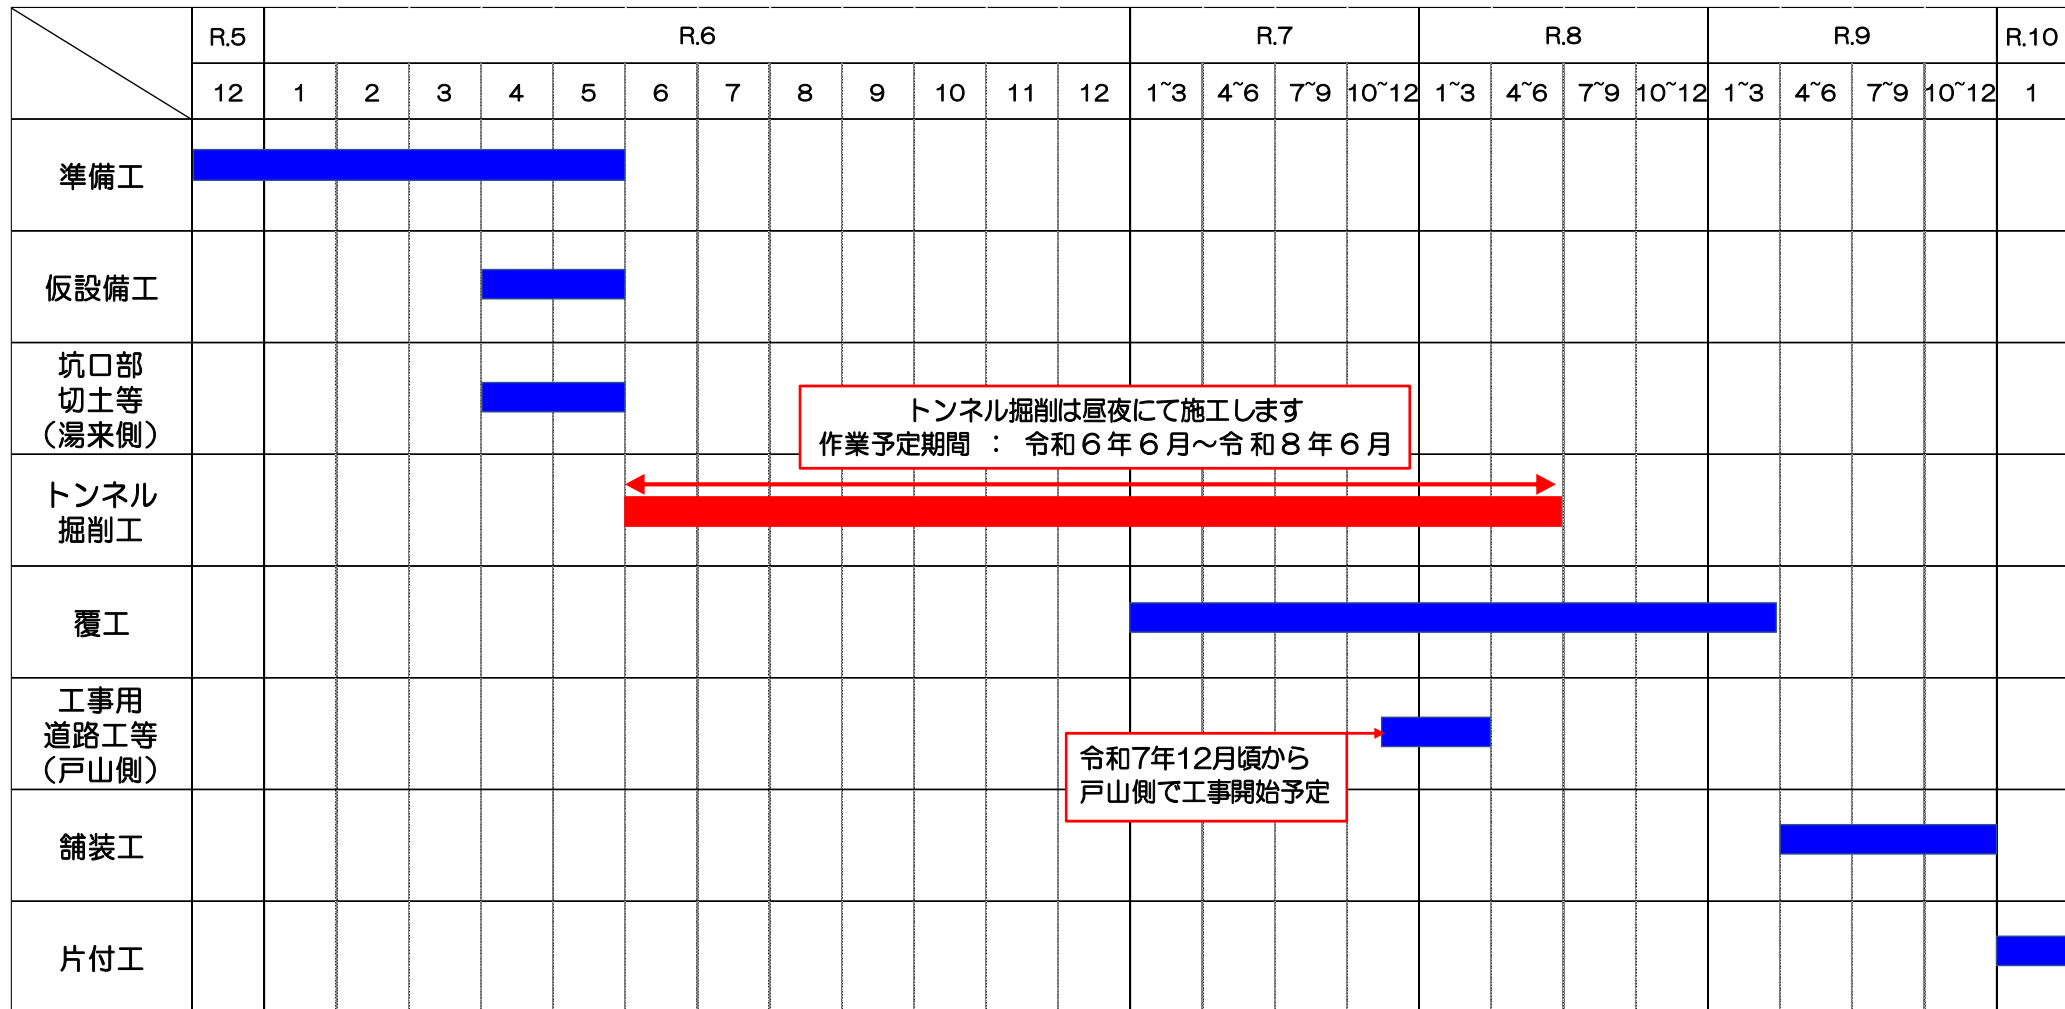 R.5 R.6 R.7 R.8 R.9 R.10
12 1 2 3 4 5 6 7 8 9 10 11 12 1~3 4~6 7~9 10~12 1~3 4~6 7~9 10~12 1~3 4~6 7~9 10~12 1
準備工
仮設備工
坑口部
切土等
（湯来側）
トンネル掘削は昼夜にて施工します
作業予定期間 ： 令和６年６月～令和８年６月
トンネル
掘削工
覆工
工事用
道路工等
（戸山側）
令和7年12月頃から
戸山側で工事開始予定
舗装工
片付工